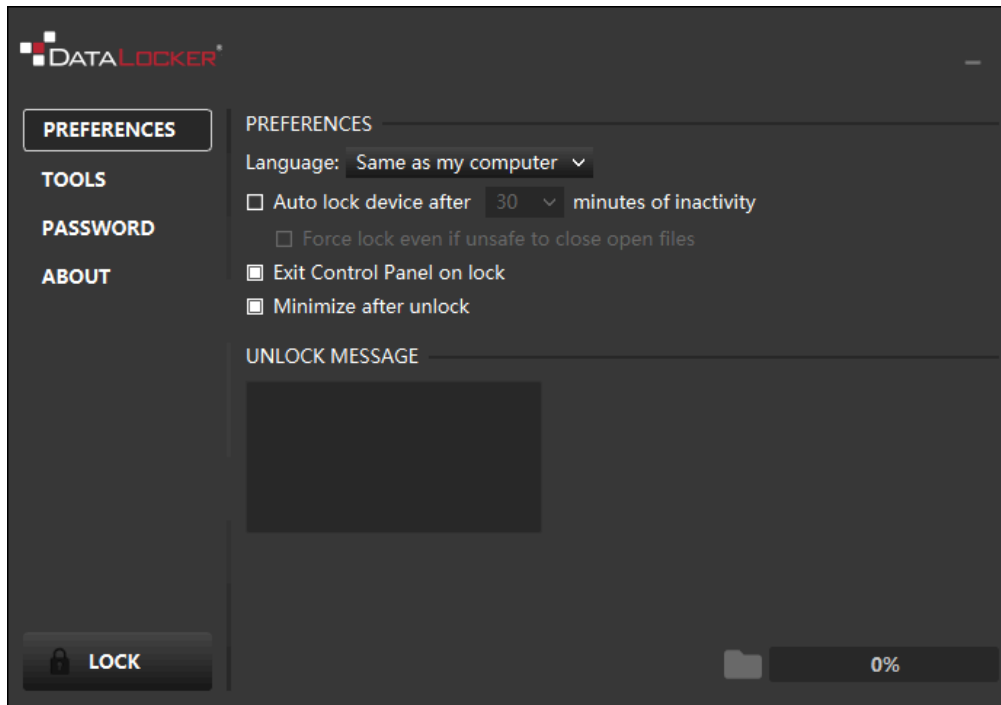 DATALOCKER®
PREFERENCES
TOOLS
PASSWORD
ABOUT
LOCK
PREFERENCES
Language: Same as my computer
Auto lock device after 30 minutes of inactivity
Force lock even if unsafe to close open files
Exit Control Panel on lock
Minimize after unlock
UNLOCK MESSAGE
0%